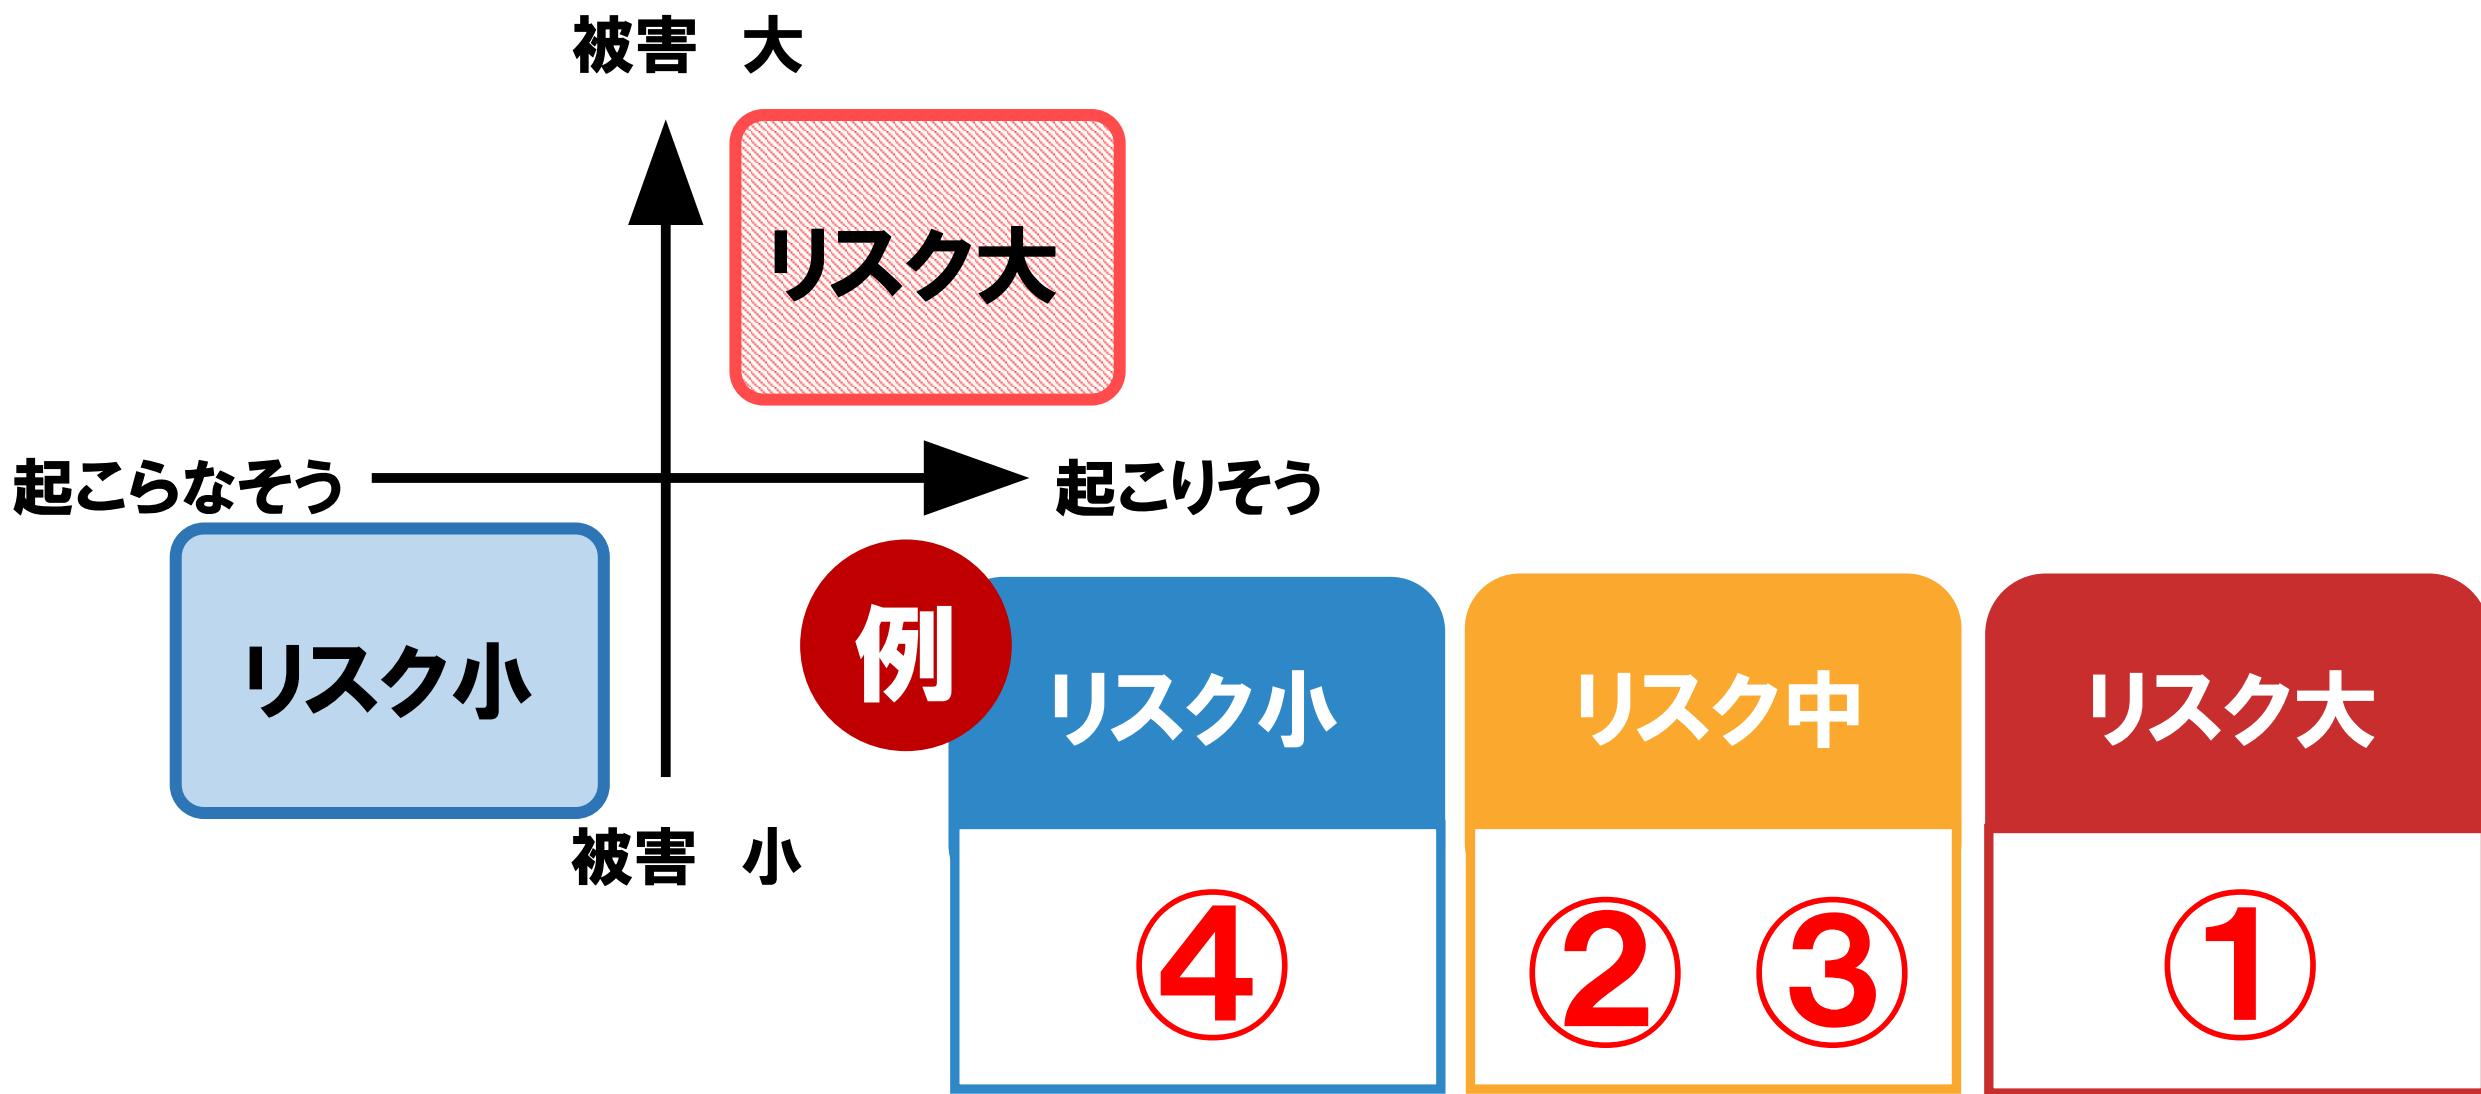 被害 大
リスク大
起こらなそう
起こりそう
リスク小
被害 小
例
リスク小
リスク中
リスク大
④
② ③
①